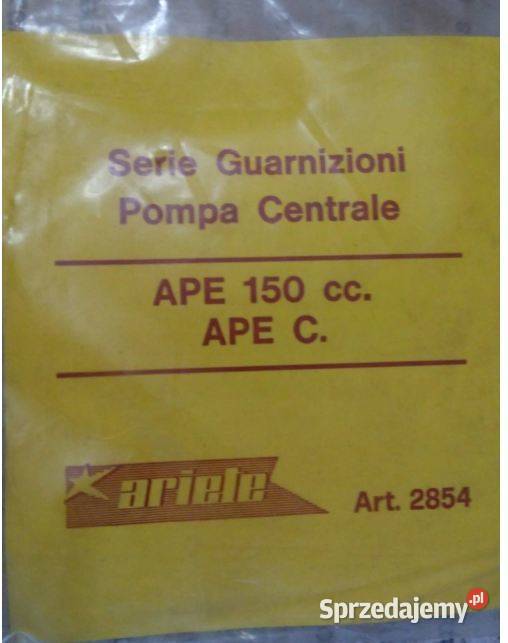 Serie Guarnizioni
Pompa Centrale
APE 150 cc.
APE C.
ariete
Art. 2854
Sprzedajemy.pl